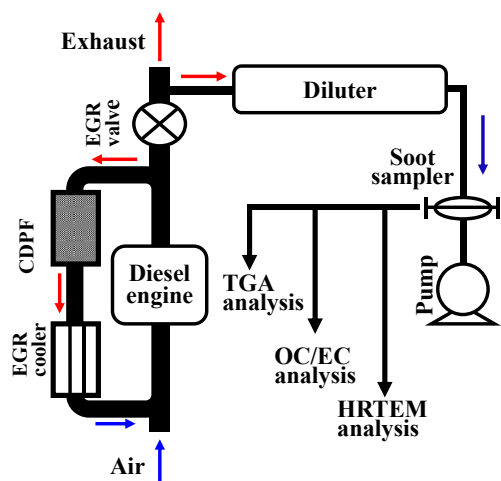 Exhaust
EGR
valve
Diluter
Soot
sampler
CDPF
Diesel
engine
TGA
analysis
Pump
EGR
cooler
OC/EC
analysis
HRTEM
analysis
Air